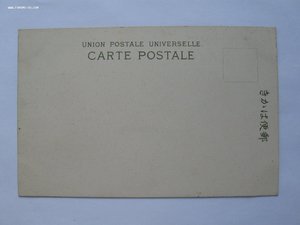 UNION POSTALE UNIVERSELLE.
CARTE POSTALE
きかは便郵